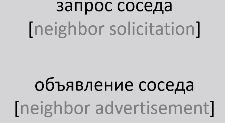 запрос соседа
[neighbor solicitation]
объявление соседа
[neighbor advertisement]